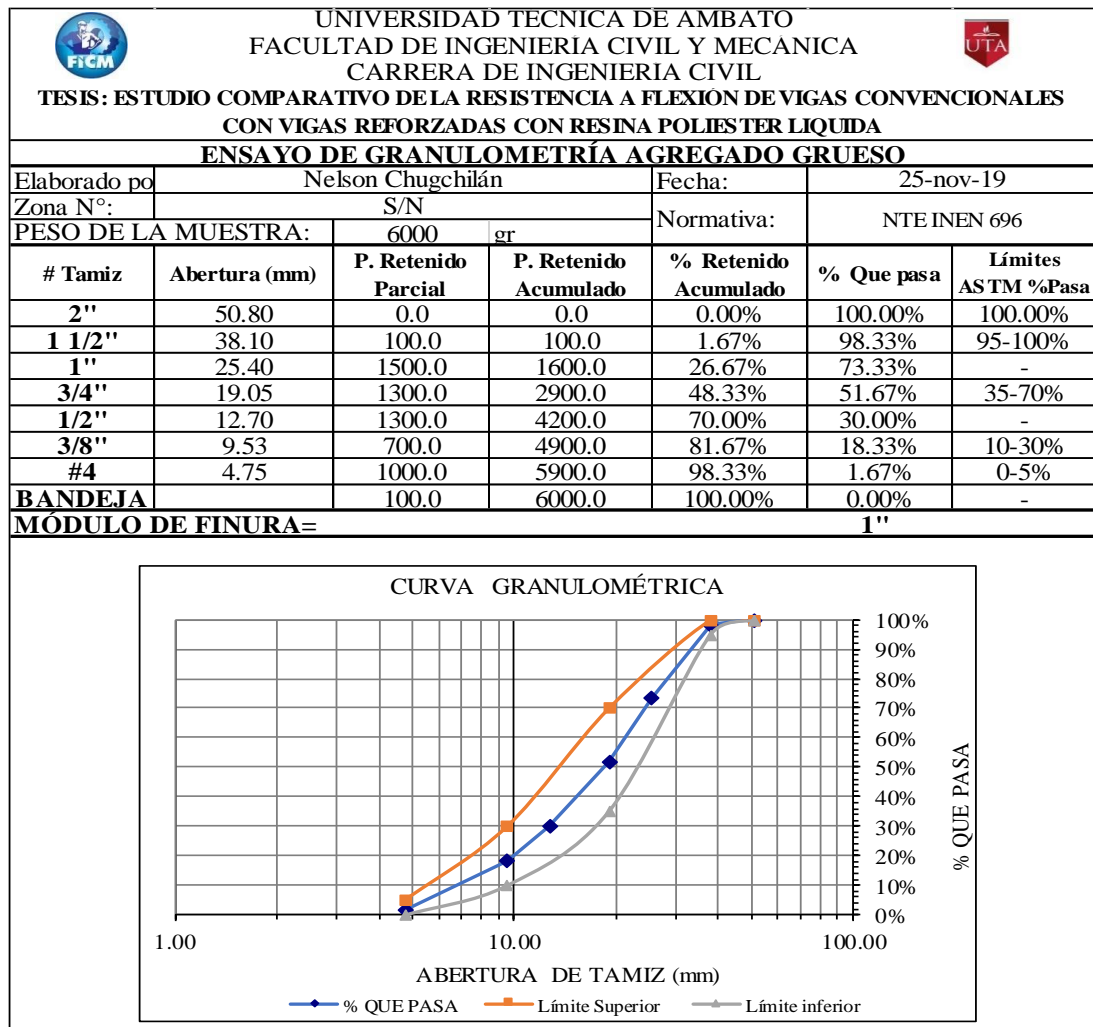 UNIVERSIDAD TECNICA DE AMBATO
FACULTAD DE INGENIERIA CIVIL Y MECANICA
CARRERA DE INGENIERIA CIVIL
FICM
UTA
TESIS: ESTUDIO COMPARATIVO DE LA RESISTENCIA A FLEXIÓN DE VIGAS CONVENCIONALES
CON VIGAS REFORZADAS CON RESINA POLIESTER LIQUIDA
ENSAYO DE GRANULOMETRÍA AGREGADO GRUESO
Elaborado po Nelson Chugchilán Fecha: 25-nov-19
Zona N°: S/N Normativa: NTE INEN 696
PESO DE LA MUESTRA: 6000 gr
# Tamiz Abertura (mm) P. Retenido Parcial P. Retenido Acumulado % Retenido Acumulado % Que pasa Límites ASTM %Pasa
2'' 50.80 0.0 0.0 0.00% 100.00% 100.00%
1 1/2'' 38.10 100.0 100.0 1.67% 98.33% 95-100%
1'' 25.40 1500.0 1600.0 26.67% 73.33% -
3/4'' 19.05 1300.0 2900.0 48.33% 51.67% 35-70%
1/2'' 12.70 1300.0 4200.0 70.00% 30.00% -
3/8'' 9.53 700.0 4900.0 81.67% 18.33% 10-30%
#4 4.75 1000.0 5900.0 98.33% 1.67% 0-5%
BANDEJA 100.0 6000.0 100.00% 0.00% -
MÓDULO DE FINURA= 1''
CURVA GRANULOMÉTRICA
100%
90%
80%
70%
60%
50%
40%
30%
20%
10%
0%
% QUE PASA
1.00 10.00 100.00
ABERTURA DE TAMIZ (mm)
% QUE PASA Límite Superior Límite inferior